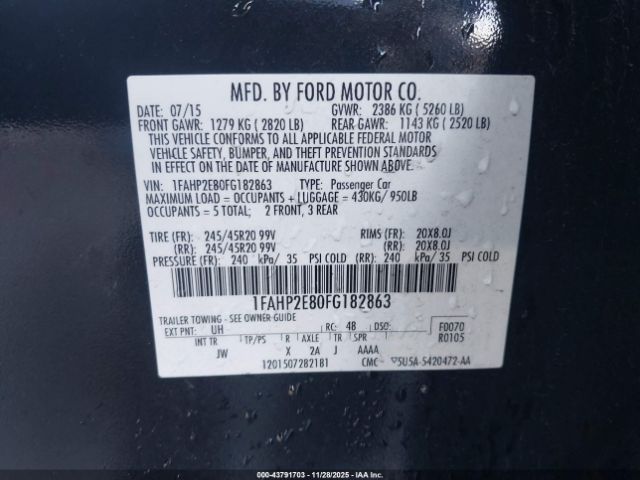 MFD. BY FORD MOTOR CO.
DATE: 07/15 GVWR: 2386 KG ( 5260 LB)
FRONT GAWR: 1279 KG ( 2820 LB) REAR GAWR: 1143 KG ( 2520 LB)
THIS VEHICLE CONFORMS TO ALL APPLICABLE FEDERAL MOTOR
VEHICLE SAFETY, BUMPER, AND THEFT PREVENTION STANDARDS
IN EFFECT ON THE DATE OF MANUFACTURE SHOWN ABOVE.
VIN: 1FAHP2E80FG182863 TYPE: Passenger Car
MAXIMUM LOAD = OCCUPANTS + LUGGAGE = 430KG/ 950LB
OCCUPANTS = 5 TOTAL; 2 FRONT, 3 REAR
TIRE (FR): 245/45R20 99V RIMS (FR): 20X8.0J
(RR): 245/45R20 99V (RR): 20X8.0J
PRESSURE (FR): 240 kPa/ 35 PSI COLD (RR): 240 kPa/ 35 PSI COLD
1FAHP2E80FG182863
TRAILER TOWING - SEE OWNER GUIDE
EXT PNT: UH RC: 48 DSO: F0070
INT TR TP/PS R AXLE TR SPR R0105
JW X 2A J AAAA
1201507282181 CMC 5U5A-5420472-AA
000-43791703 - 11/28/2025 - IAAI.COM